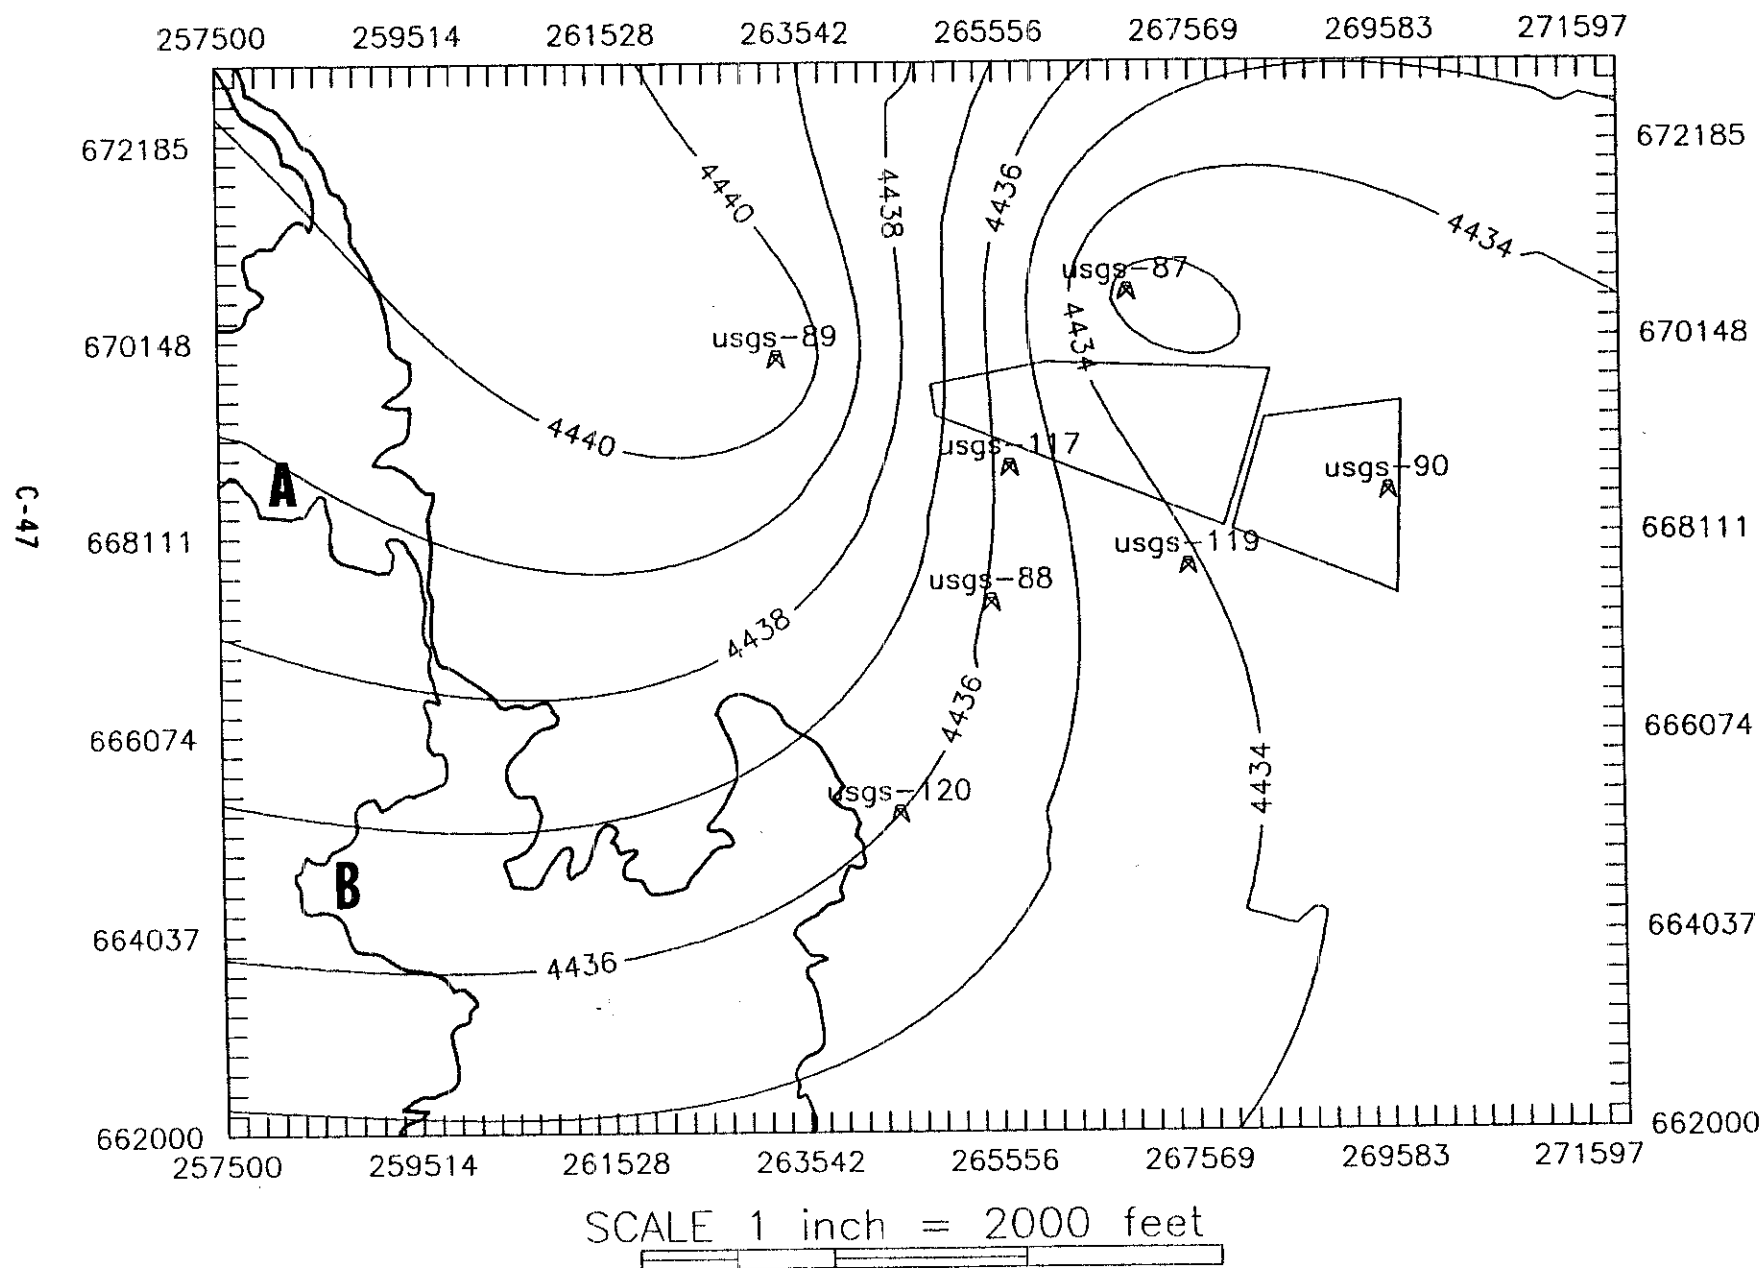 257500 259514 261528 263542 265556 267569 269583 271597
672185 672185
4440 4438 4436 4434
usgs-87
4434
usgs-89
670148 670148
4440
usgs-117
usgs-90
A
C-47
668111 668111
usgs-119
usgs-88
4438
4436
666074 666074
4434
usgs-120
B
664037 664037
4436
662000 662000
257500 259514 261528 263542 265556 267569 269583 271597
SCALE 1 inch = 2000 feet